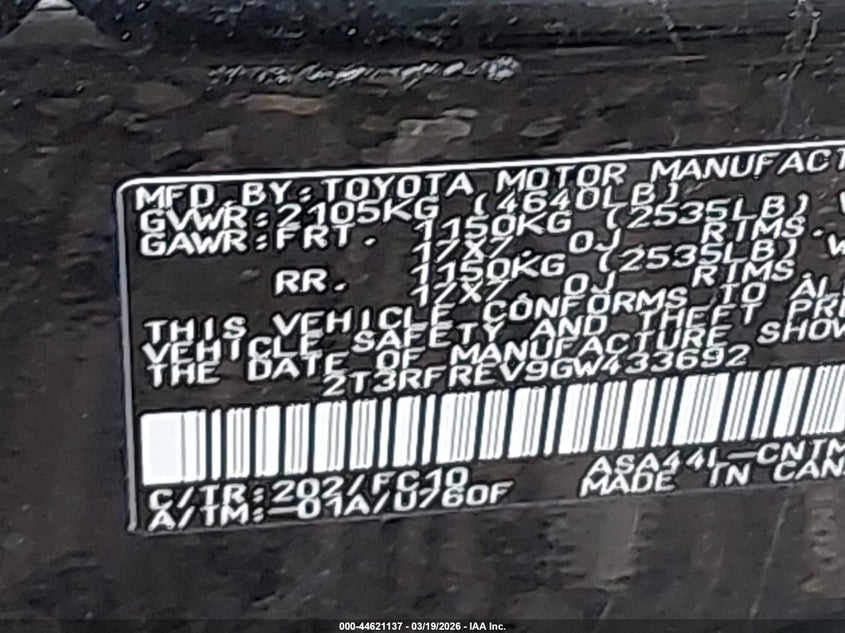 MFD.BY:TOYOTA MOTOR MANUFACT
GVWR:2105KG (4640LB)
GAWR:FRT. 1150KG (2535LB) W
17X7. 0J RIMS.
RR. 1150KG (2535LB) W
17X7 0J RIMS.
THIS VEHICLE CONFORMS TO AL
VEHICLE SAFETY AND THEFT PRE
THE DATE OF MANUFACTURE SHOW
2T3RFREV9GW433692
C/TR:202/FC10 ASA44L-CNTM
A/TM:-01A/U760F MADE IN CAN
000-44621137 - 03/19/2026 - IAA Inc.